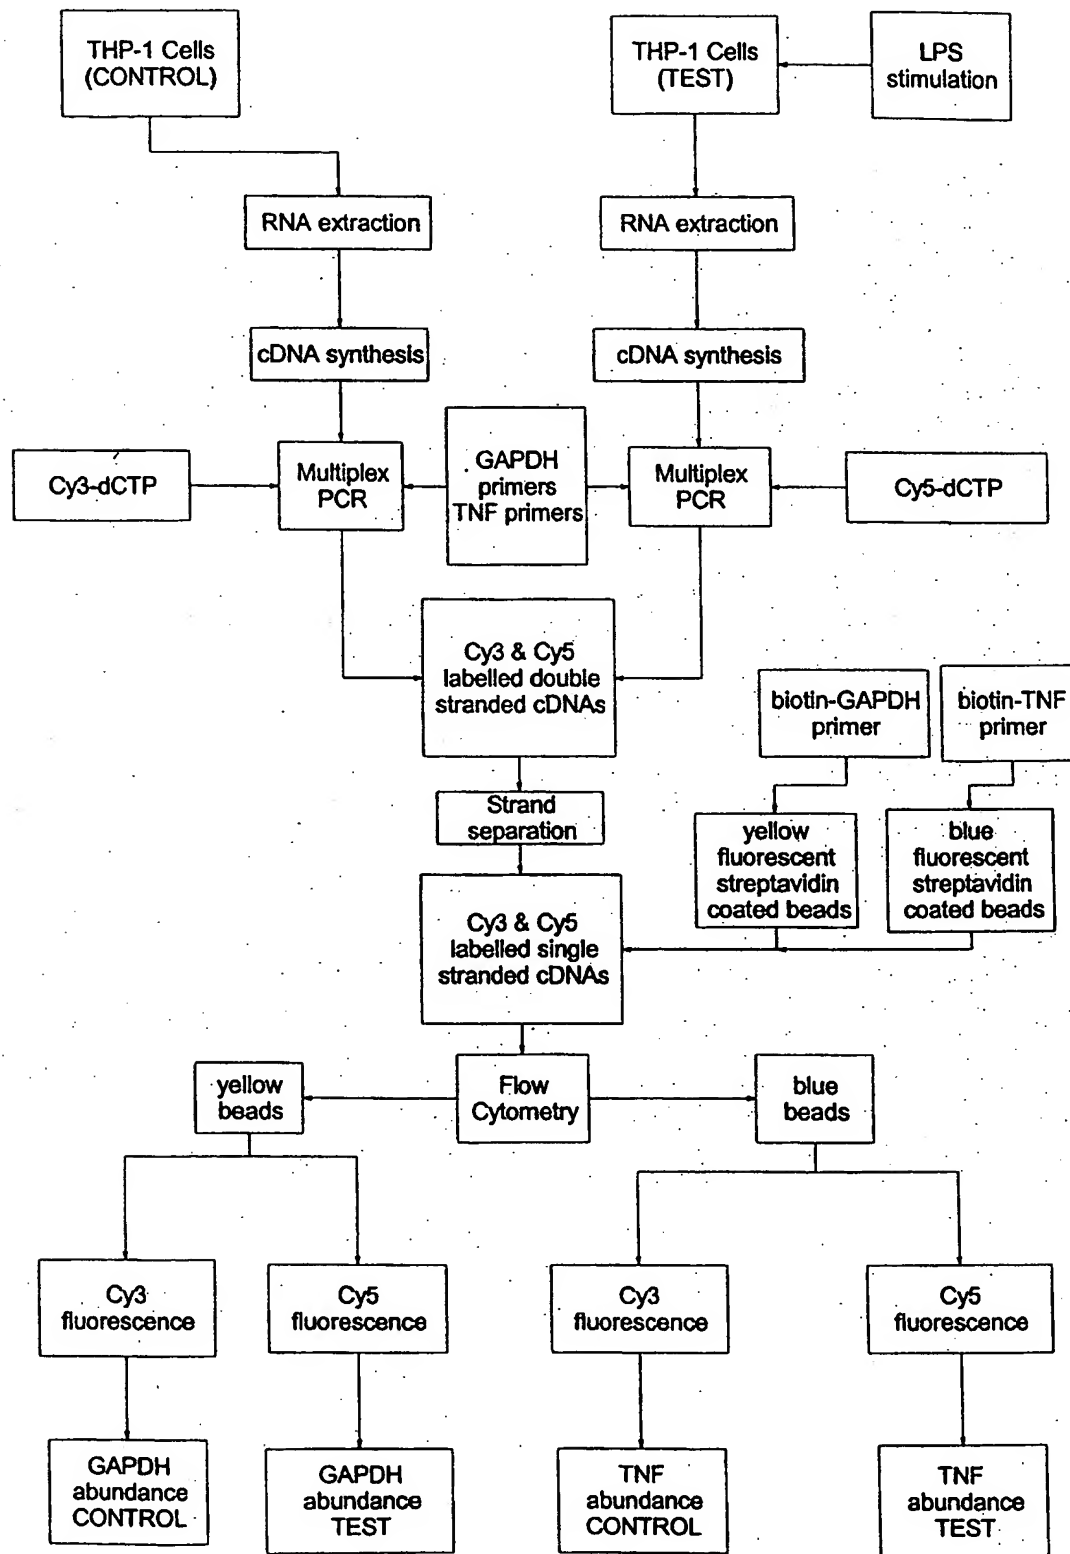 THP-1 Cells
(CONTROL)
THP-1 Cells
(TEST)
LPS
stimulation
RNA extraction
RNA extraction
cDNA synthesis
cDNA synthesis
Cy3-dCTP
Multiplex
PCR
GAPDH
primers
TNF primers
Multiplex
PCR
Cy5-dCTP
Cy3 & Cy5
labelled double
stranded cDNAs
biotin-GAPDH
primer
biotin-TNF
primer
Strand
separation
yellow
fluorescent
streptavidin
coated beads
blue
fluorescent
streptavidin
coated beads
Cy3 & Cy5
labelled single
stranded cDNAs
yellow
beads
Flow
Cytometry
blue
beads
Cy3
fluorescence
Cy5
fluorescence
Cy3
fluorescence
Cy5
fluorescence
GAPDH
abundance
CONTROL
GAPDH
abundance
TEST
TNF
abundance
CONTROL
TNF
abundance
TEST